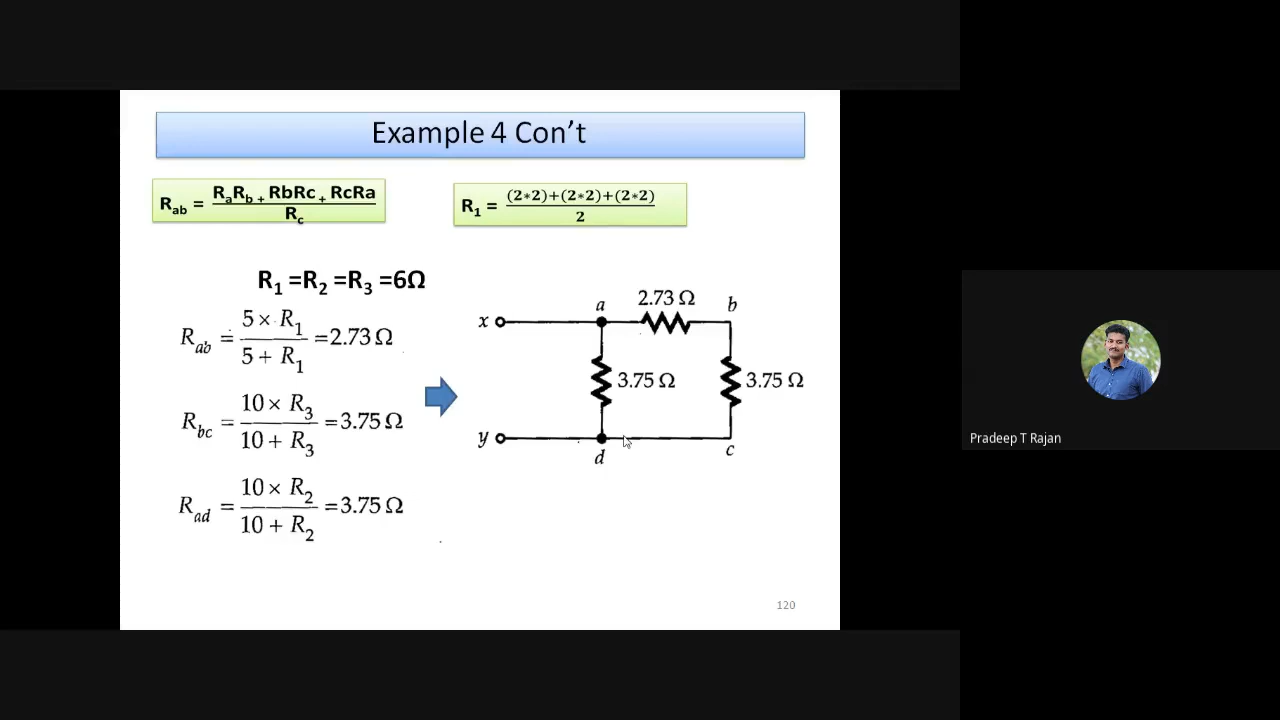 Example 4 Con't
R_ab = (R_aR_b + RbRc + RcRa) / R_c
R_1 = ((2*2)+(2*2)+(2*2)) / 2
R_1 =R_2 =R_3 =6Ω
R_ab = (5 × R_1) / (5 + R_1) =2.73 Ω
R_bc = (10 × R_3) / (10 + R_3) =3.75 Ω
R_ad = (10 × R_2) / (10 + R_2) =3.75 Ω
a 2.73 Ω b
x
3.75 Ω 3.75 Ω
y
d c
120
Pradeep T Rajan